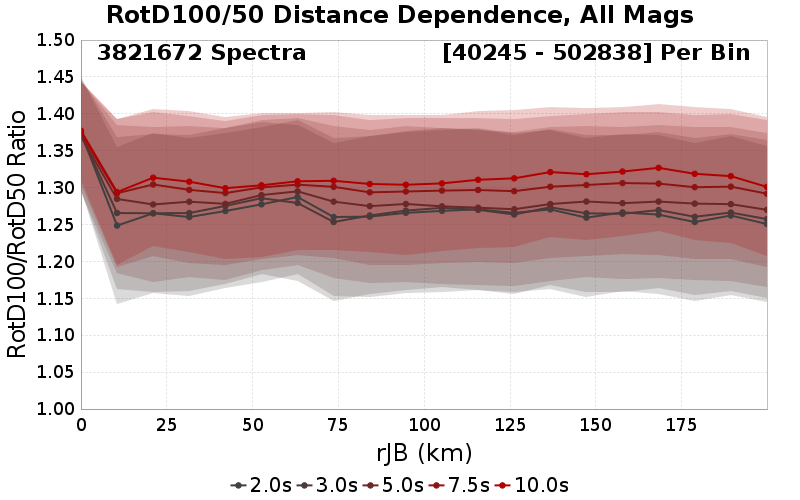 RotD100/50 Distance Dependence, All Mags
3821672 Spectra
[40245 - 502838] Per Bin
RotD100/RotD50 Ratio
1.50
1.45
1.40
1.35
1.30
1.25
1.20
1.15
1.10
1.05
1.00
0 25 50 75 100 125 150 175
rJB (km)
2.0s 3.0s 5.0s 7.5s 10.0s